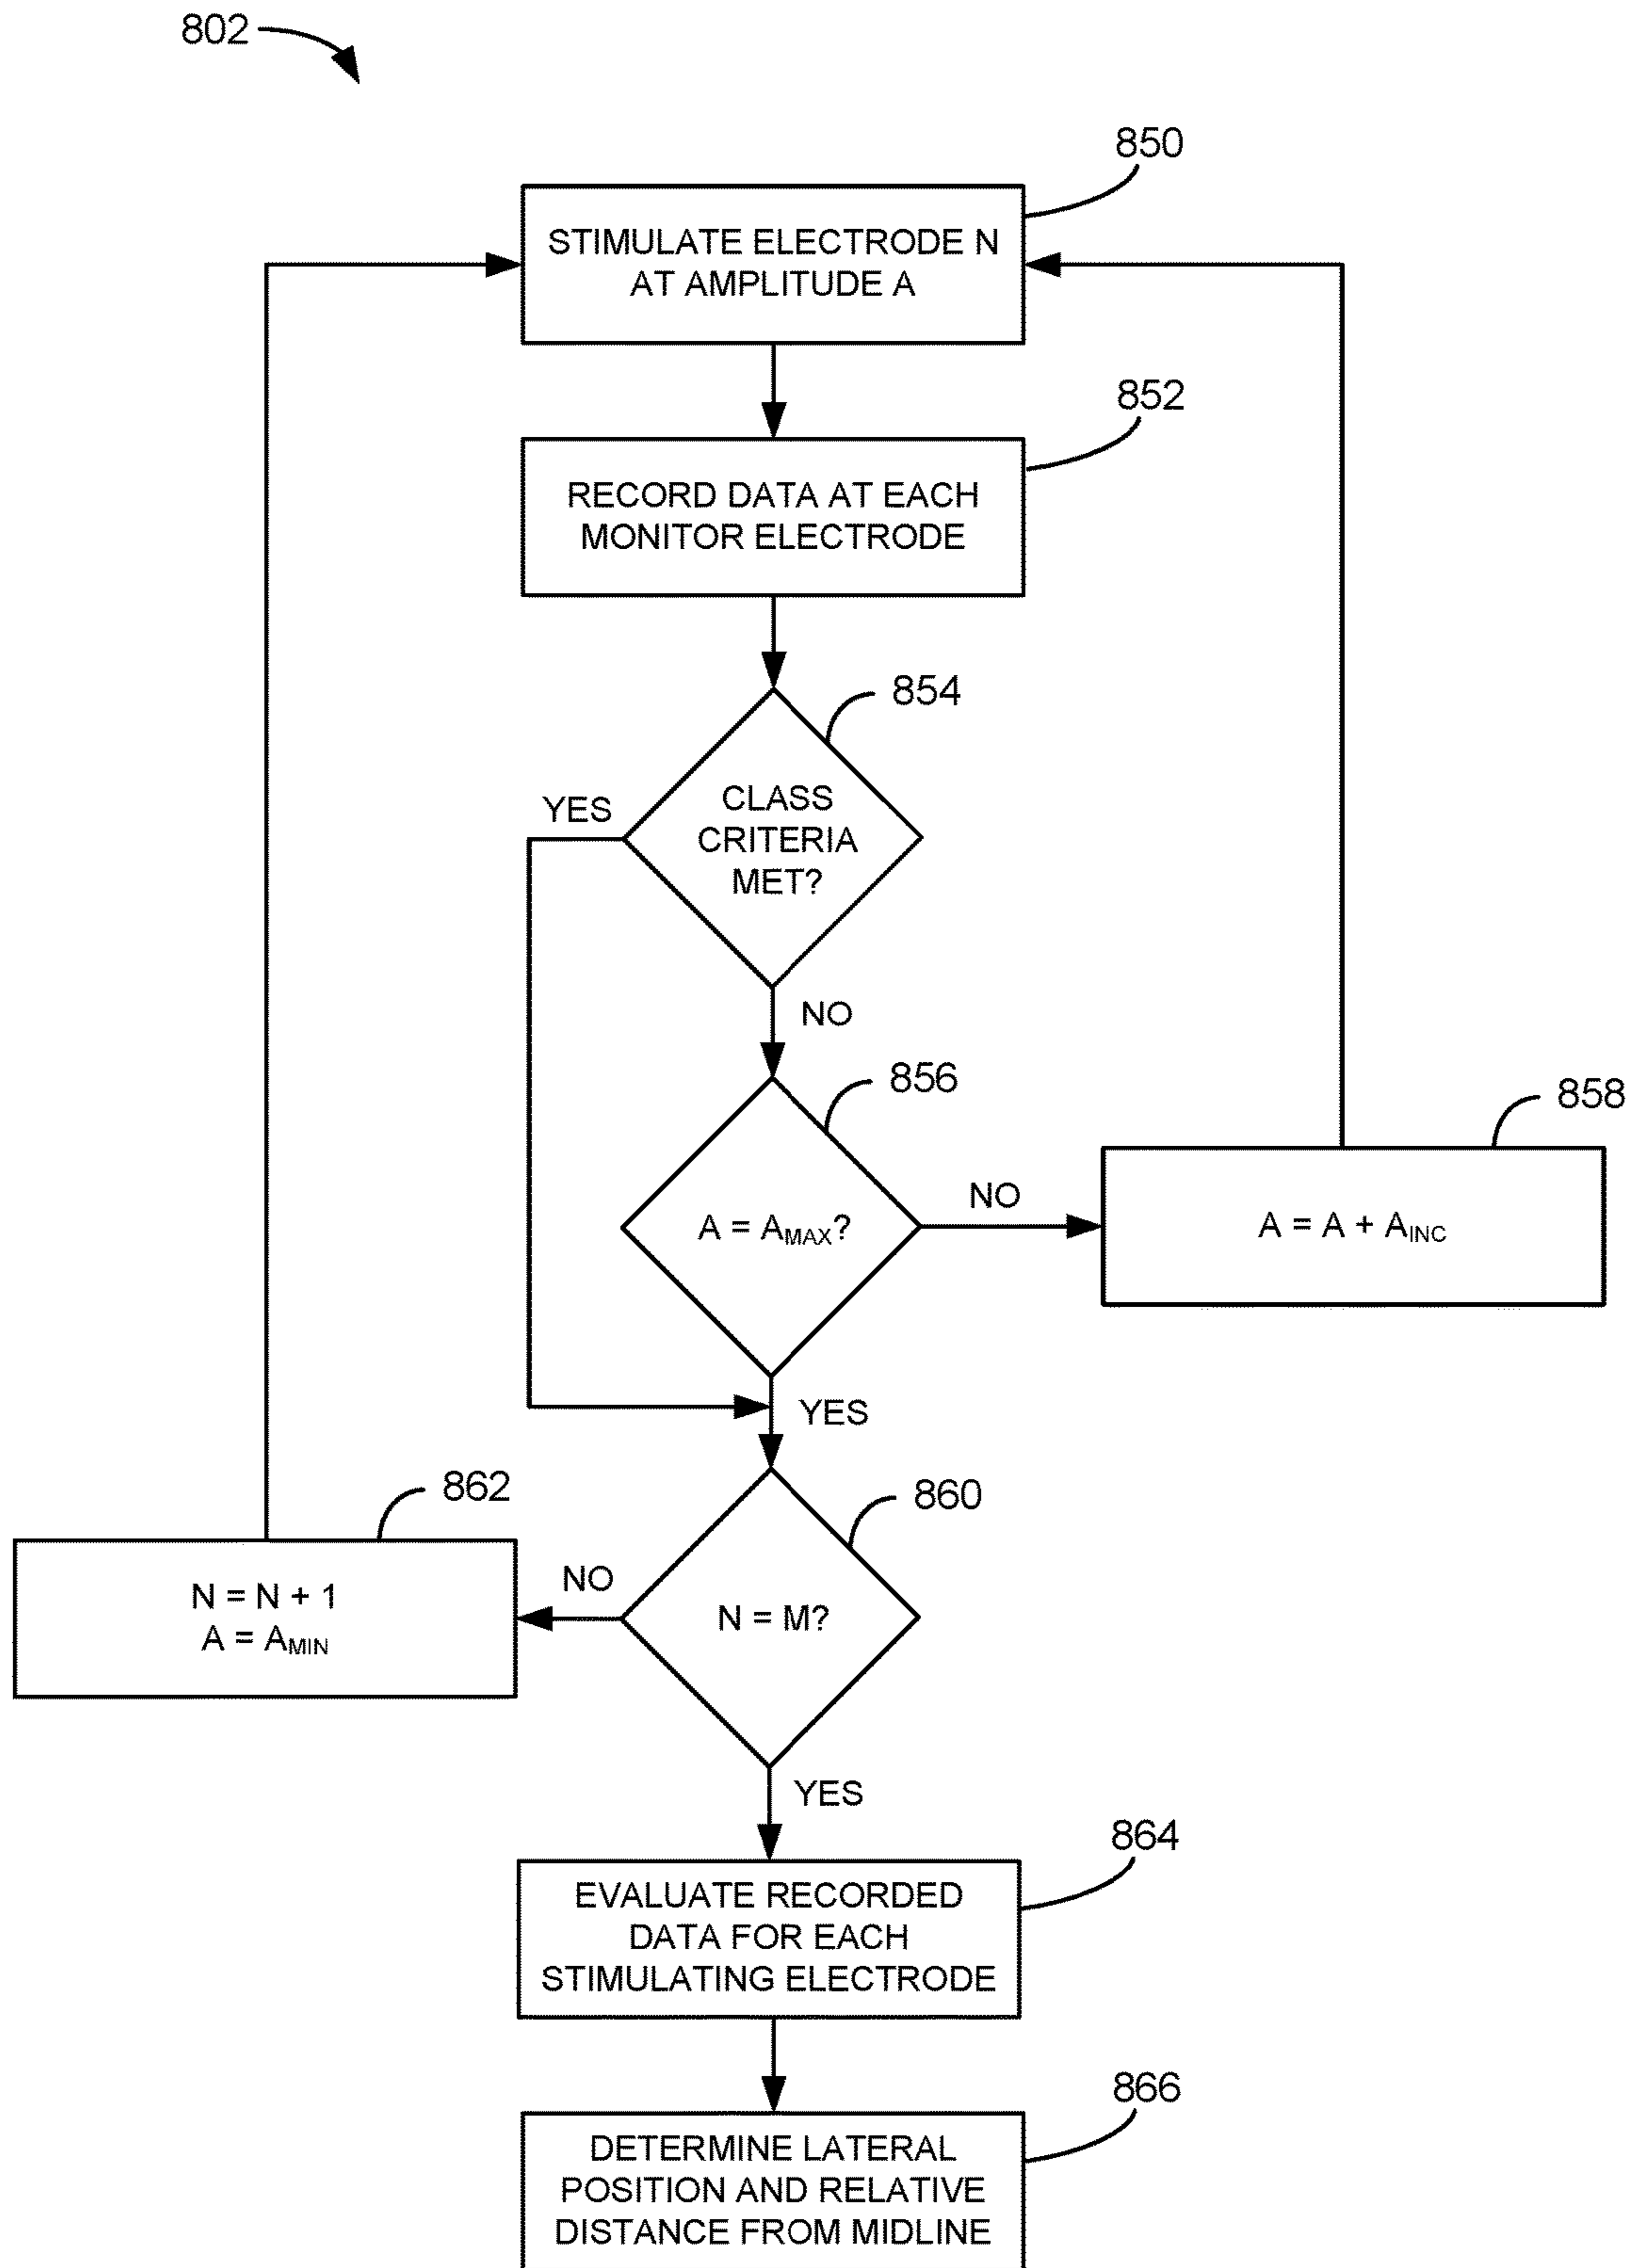 802
850
STIMULATE ELECTRODE N
AT AMPLITUDE A
852
RECORD DATA AT EACH
MONITOR ELECTRODE
854
CLASS
CRITERIA
MET?
YES
NO
856
A = AMAX?
NO
858
A = A + AINC
YES
860
N = M?
NO
862
N = N + 1
A = AMIN
YES
864
EVALUATE RECORDED
DATA FOR EACH
STIMULATING ELECTRODE
866
DETERMINE LATERAL
POSITION AND RELATIVE
DISTANCE FROM MIDLINE